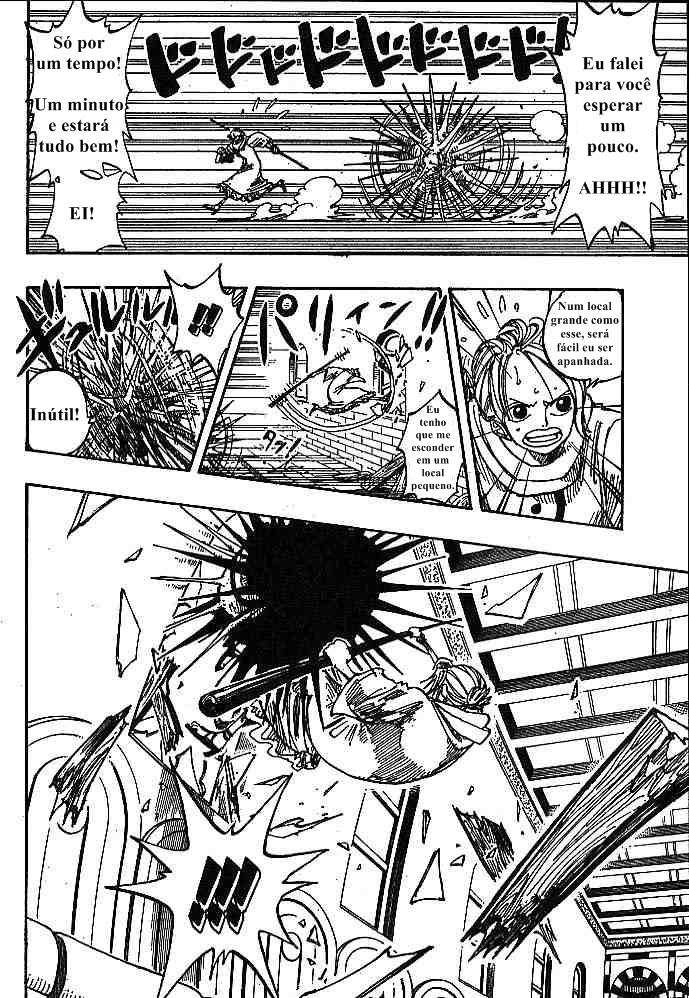 Eu falei
para você
esperar
um
pouco.
AHHH!!
ドドドドドドドド
Só por
um tempo!
Um minuto
e estará
tudo bem!
EI!
Num local
grande como
esse, será
fácil eu ser
apanhada.
パリィン!!
Eu
tenho
que me
esconder
em um
local
pequeno.
!!
Inútil!
!!!